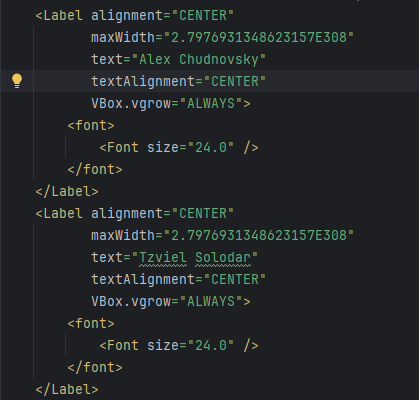 <Label alignment="CENTER"
maxWidth="2.7976931348623157E308"
text="Alex Chudnovsky"
textAlignment="CENTER"
VBox.vgrow="ALWAYS">
<font>
<Font size="24.0" />
</font>
</Label>
<Label alignment="CENTER"
maxWidth="2.7976931348623157E308"
text="Tzviel Solodar"
textAlignment="CENTER"
VBox.vgrow="ALWAYS">
<font>
<Font size="24.0" />
</font>
</Label>